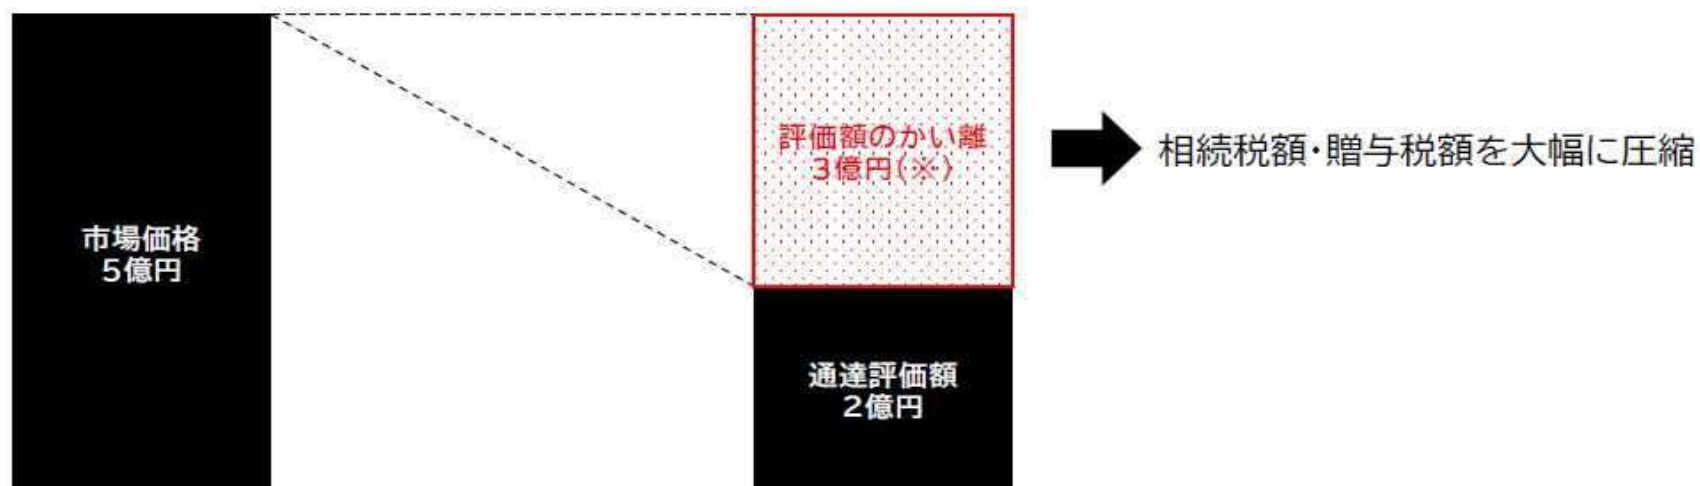 市場価格
5億円
評価額のかい離
3億円(※)
通達評価額
2億円
相続税額・贈与税額を大幅に圧縮